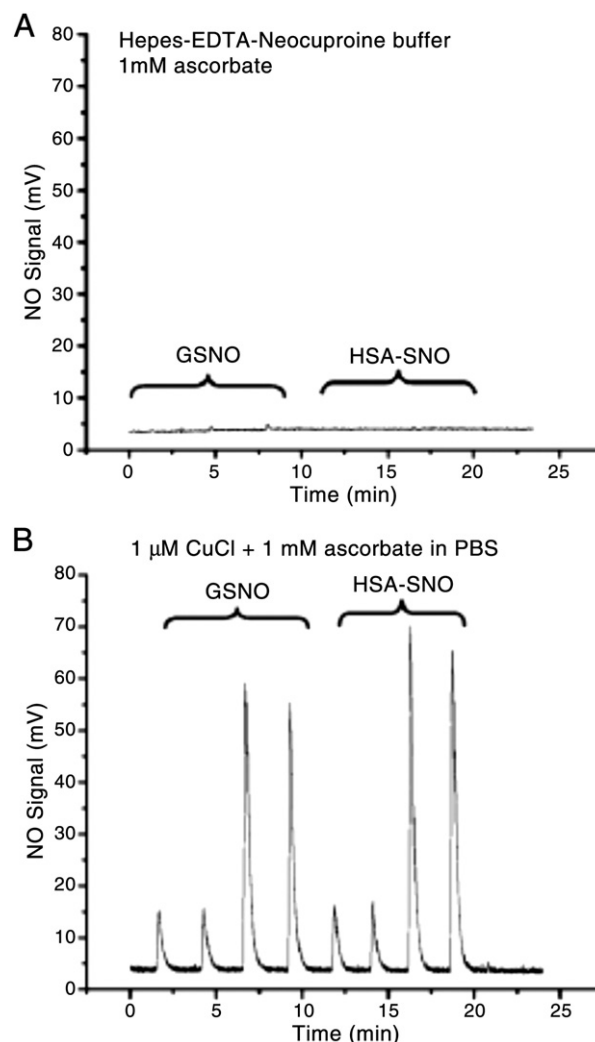 A
Hepes-EDTA-Neocuproine buffer
1mM ascorbate
NO Signal (mV)
80
70
60
50
40
30
20
10
0
GSNO
HSA-SNO
0 5 10 15 20 25
Time (min)
B
1 μM CuCl + 1 mM ascorbate in PBS
NO Signal (mV)
80
70
60
50
40
30
20
10
0
GSNO
HSA-SNO
0 5 10 15 20 25
Time (min)